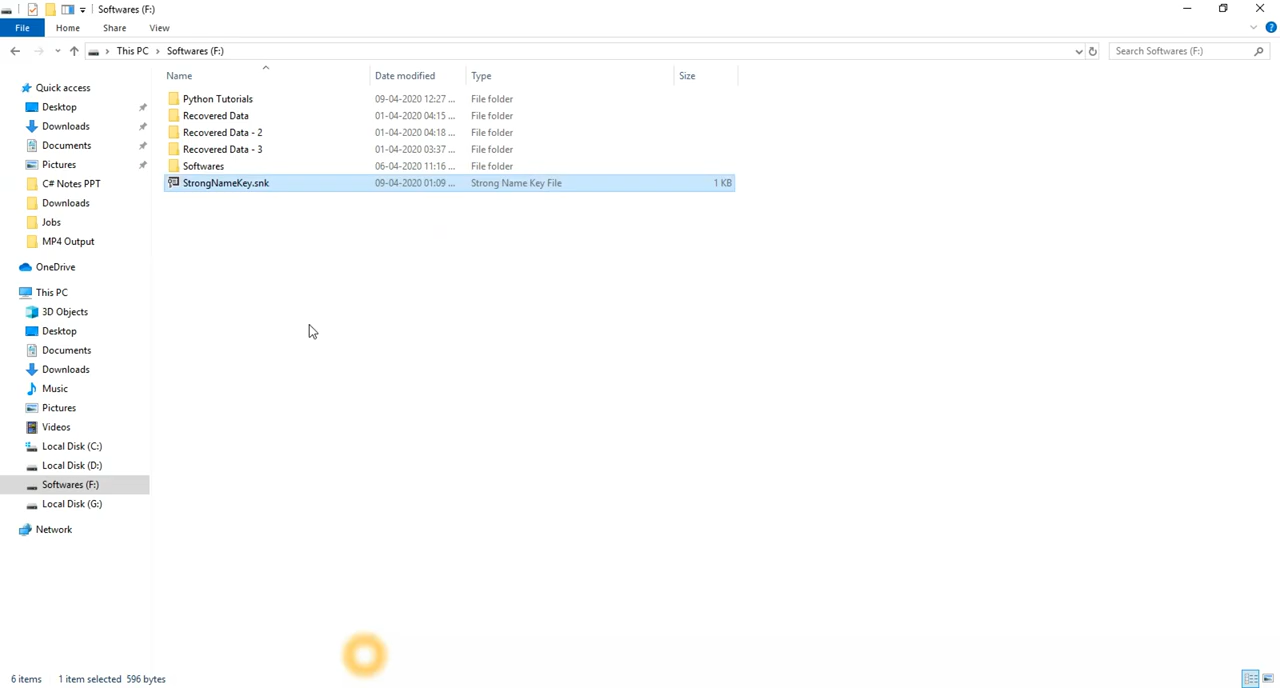 Softwares (F:)
File Home Share View
This PC Softwares (F:) Search Softwares (F:)
Name Date modified Type Size
Quick access
Desktop
Downloads
Documents
Pictures
C# Notes PPT
Downloads
Jobs
MP4 Output
OneDrive
This PC
3D Objects
Desktop
Documents
Downloads
Music
Pictures
Videos
Local Disk (C:)
Local Disk (D:)
Softwares (F:)
Local Disk (G:)
Network
Python Tutorials 09-04-2020 12:27 ... File folder
Recovered Data 01-04-2020 04:15 ... File folder
Recovered Data - 2 01-04-2020 04:18 ... File folder
Recovered Data - 3 01-04-2020 03:37 ... File folder
Softwares 06-04-2020 11:16 ... File folder
StrongNameKey.snk 09-04-2020 01:09 ... Strong Name Key File 1 KB
6 items 1 item selected 596 bytes